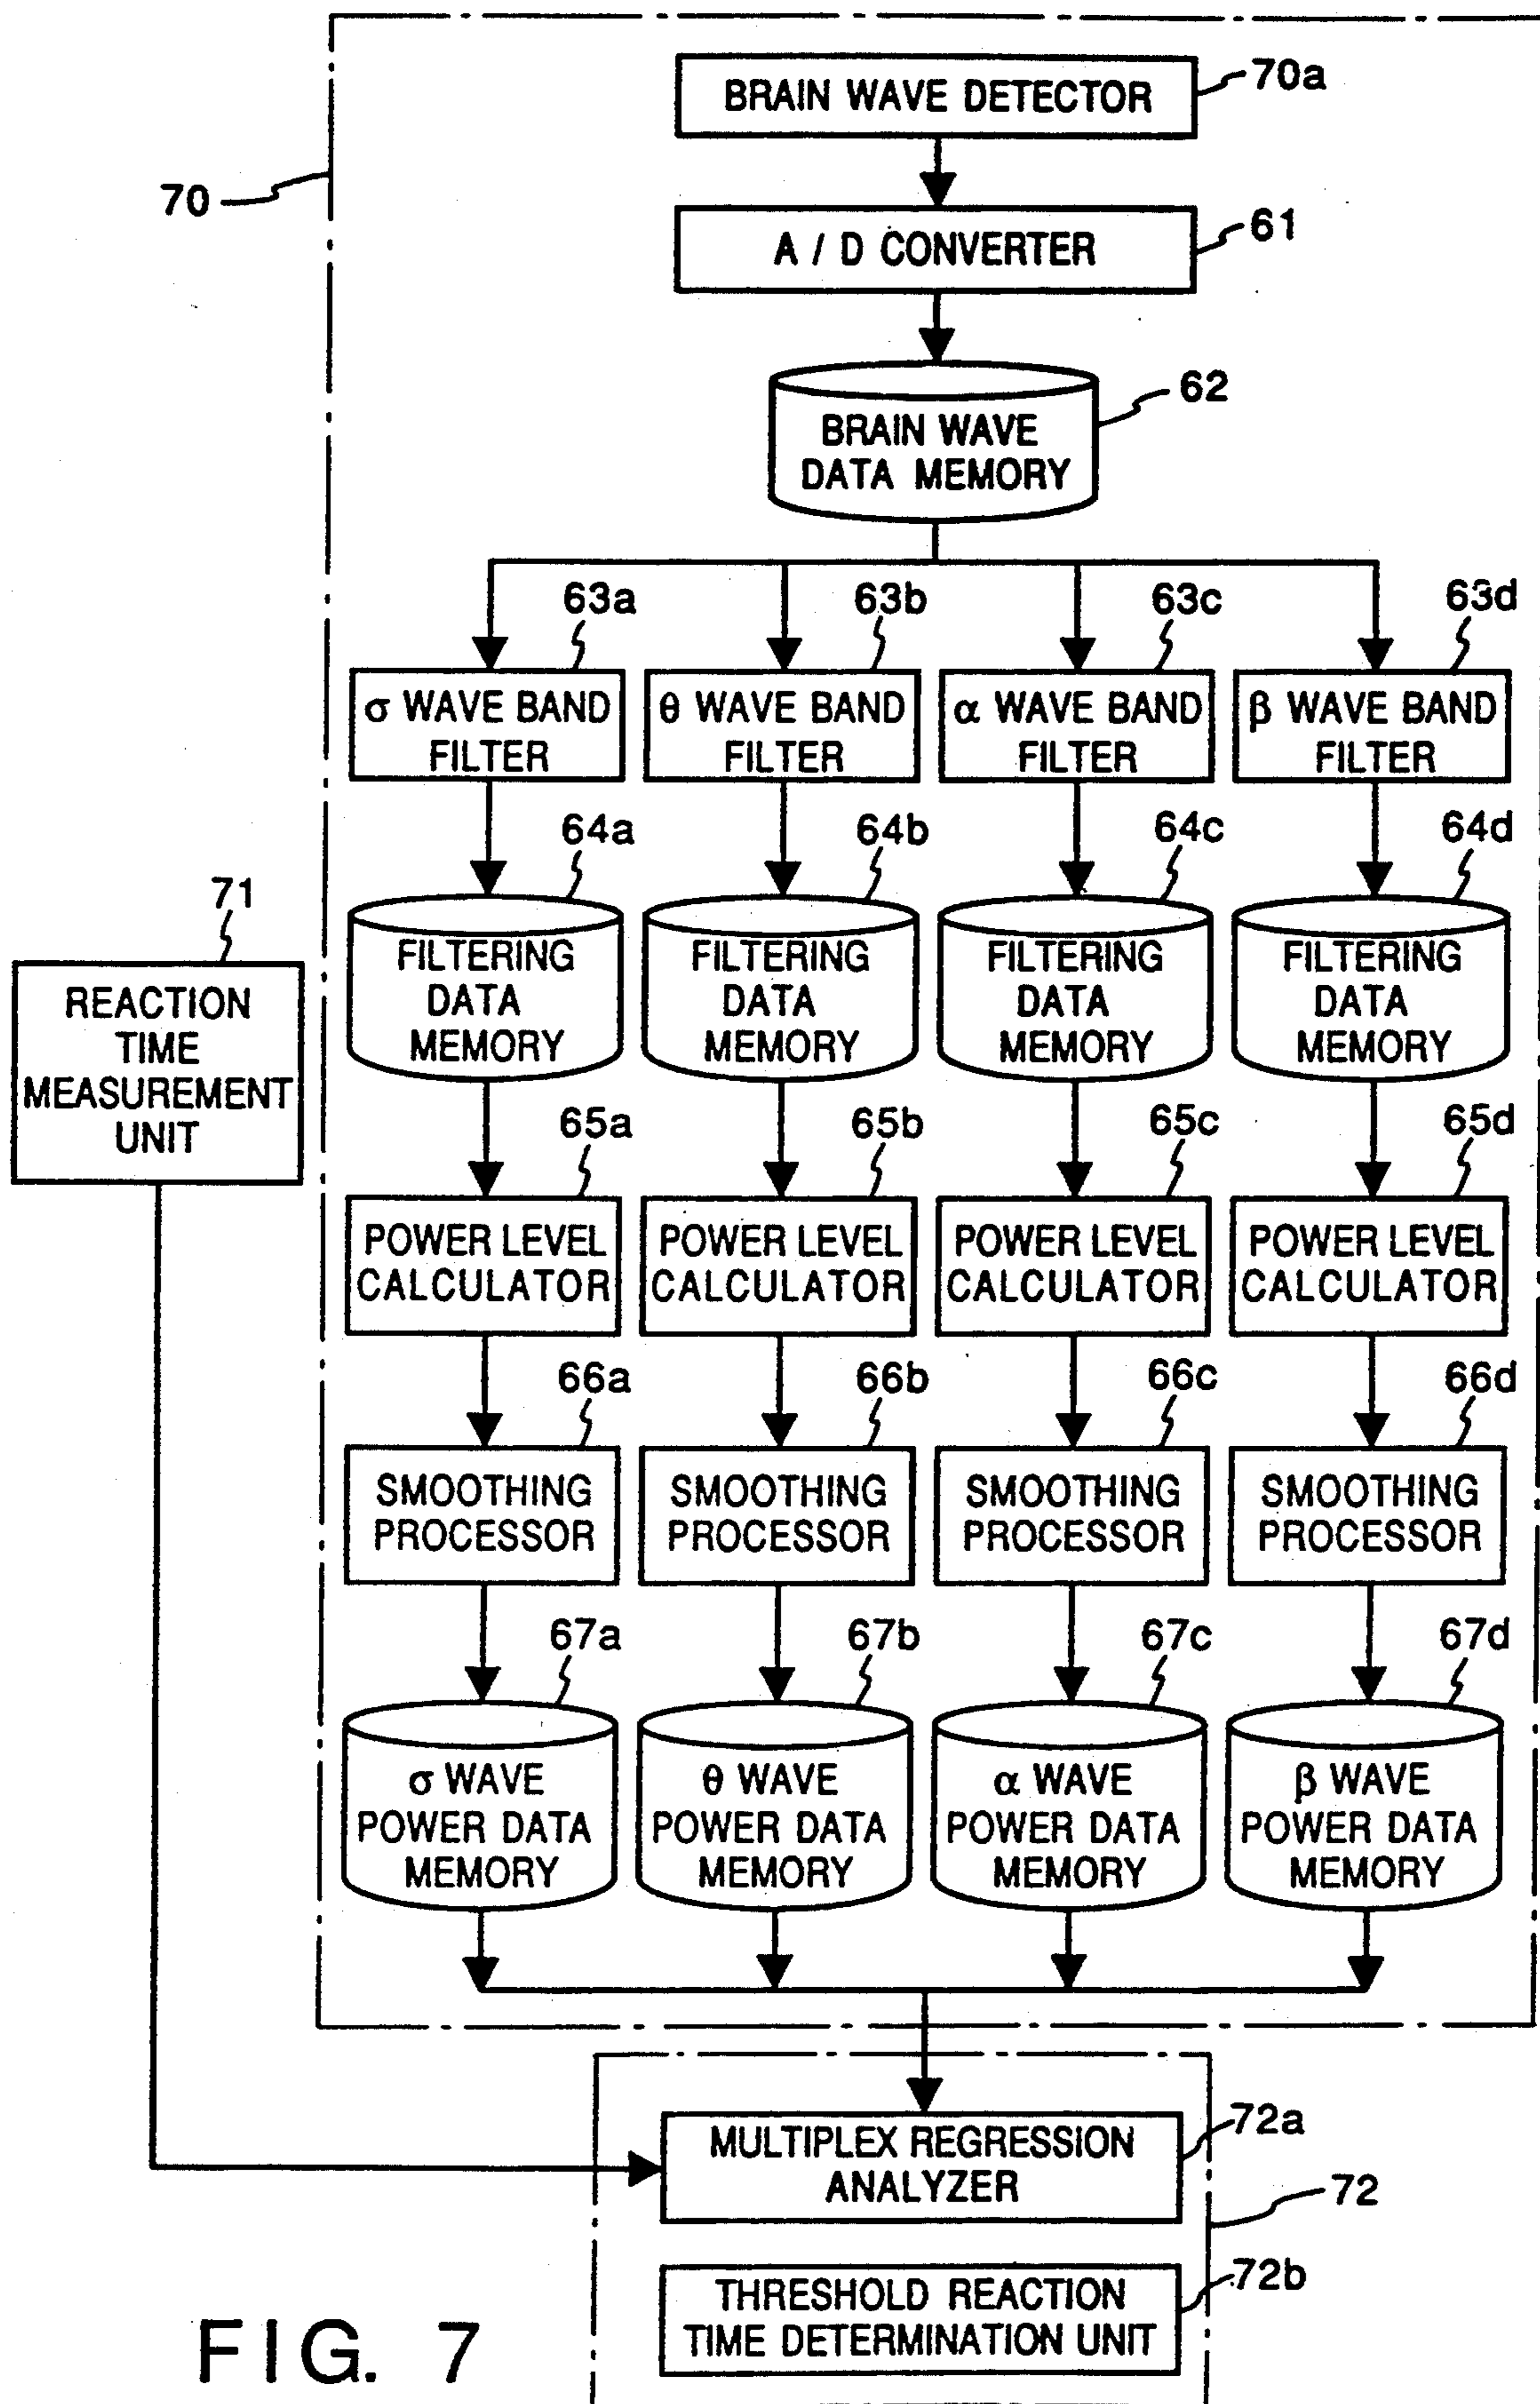 BRAIN WAVE DETECTOR
70a
70
A / D CONVERTER
61
62
BRAIN WAVE
DATA MEMORY
63a
63b
63c
63d
σ WAVE BAND
FILTER
θ WAVE BAND
FILTER
α WAVE BAND
FILTER
β WAVE BAND
FILTER
64a
64b
64c
64d
71
FILTERING
DATA
MEMORY
FILTERING
DATA
MEMORY
FILTERING
DATA
MEMORY
FILTERING
DATA
MEMORY
REACTION
TIME
MEASUREMENT
UNIT
65a
65b
65c
65d
POWER LEVEL
CALCULATOR
POWER LEVEL
CALCULATOR
POWER LEVEL
CALCULATOR
POWER LEVEL
CALCULATOR
66a
66b
66c
66d
SMOOTHING
PROCESSOR
SMOOTHING
PROCESSOR
SMOOTHING
PROCESSOR
SMOOTHING
PROCESSOR
67a
67b
67c
67d
σ WAVE
POWER DATA
MEMORY
θ WAVE
POWER DATA
MEMORY
α WAVE
POWER DATA
MEMORY
β WAVE
POWER DATA
MEMORY
MULTIPLEX REGRESSION
ANALYZER
72a
72
72b
THRESHOLD REACTION
TIME DETERMINATION UNIT
FIG. 7